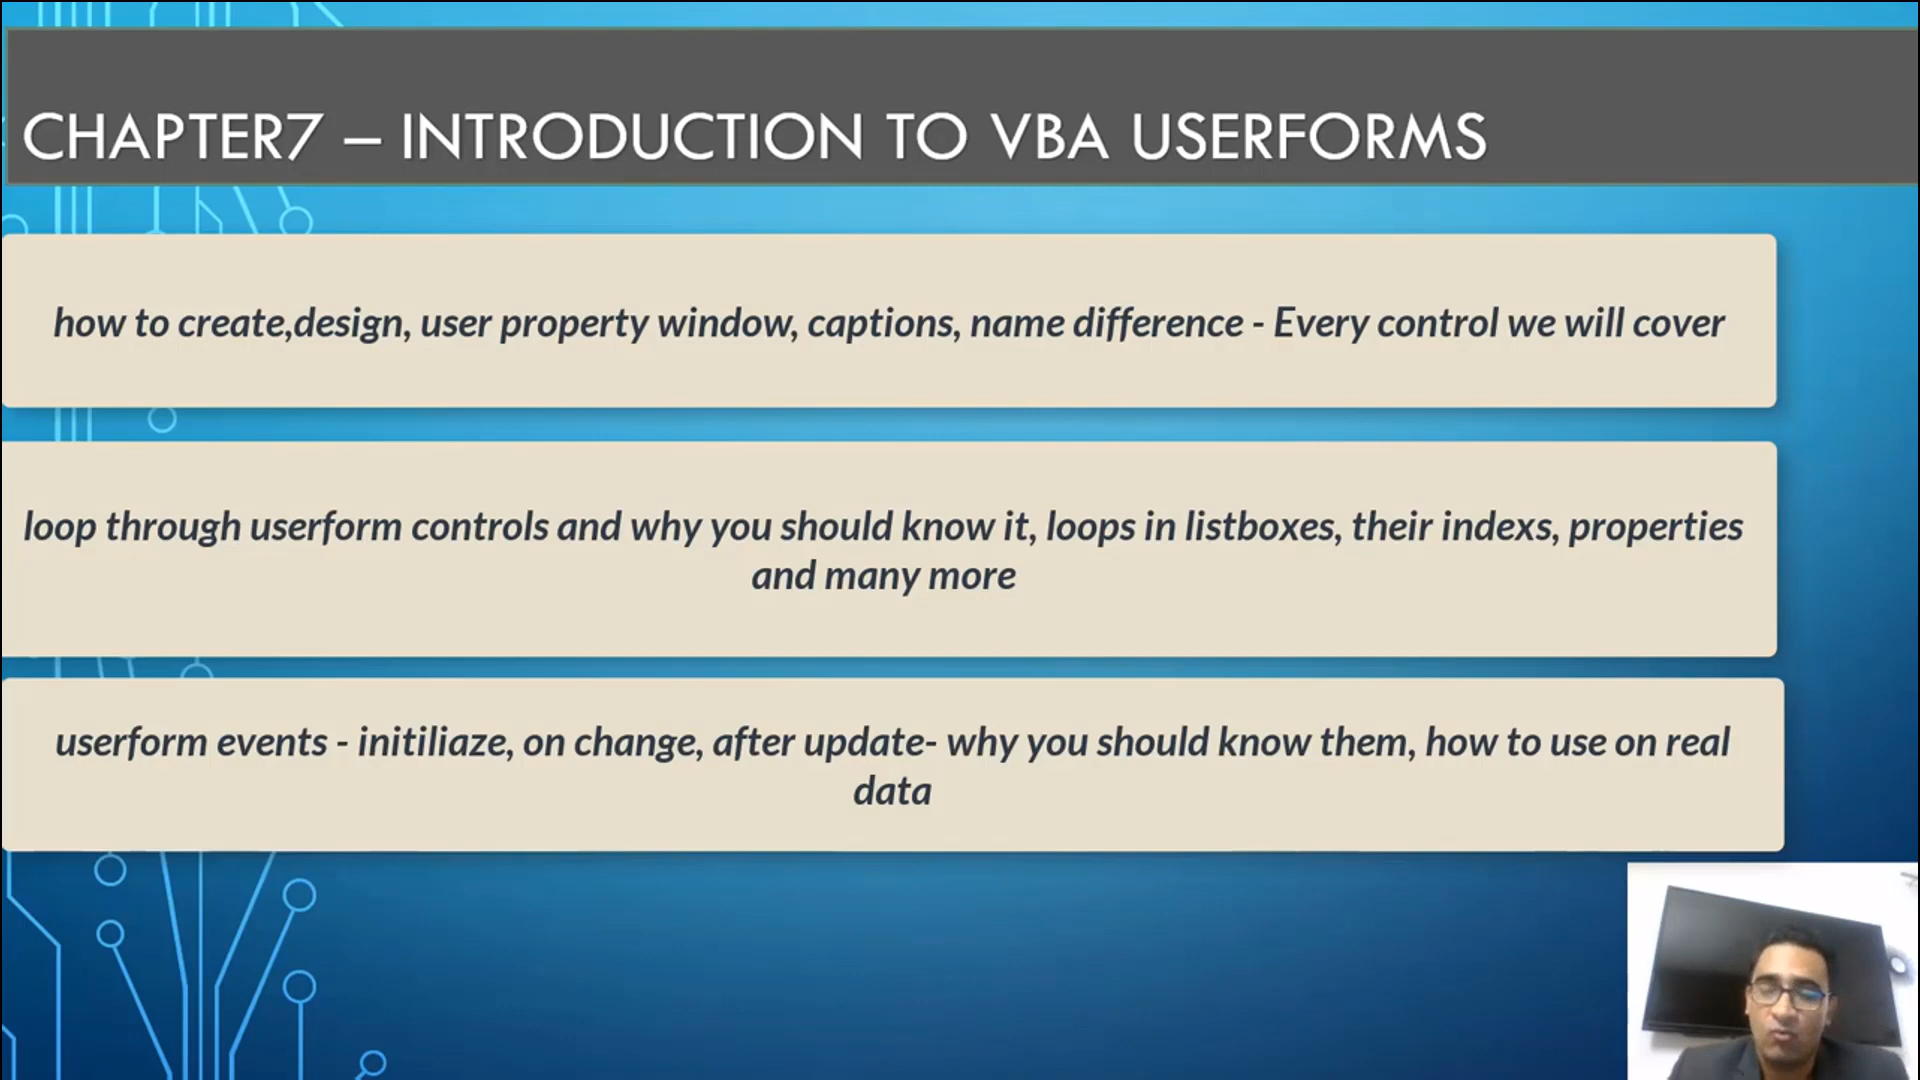 CHAPTER7 – INTRODUCTION TO VBA USERFORMS
how to create,design, user property window, captions, name difference - Every control we will cover
loop through userform controls and why you should know it, loops in listboxes, their indexs, properties
and many more
userform events - initiliaze, on change, after update- why you should know them, how to use on real
data